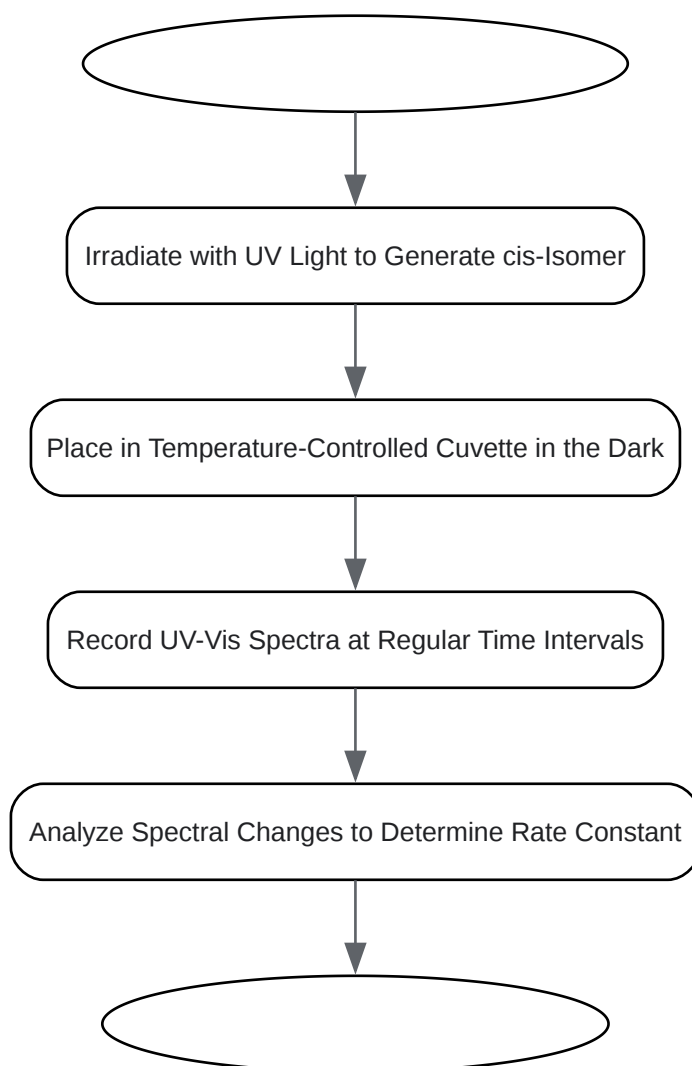 Irradiate with UV Light to Generate cis-Isomer
Place in Temperature-Controlled Cuvette in the Dark
Record UV-Vis Spectra at Regular Time Intervals
Analyze Spectral Changes to Determine Rate Constant